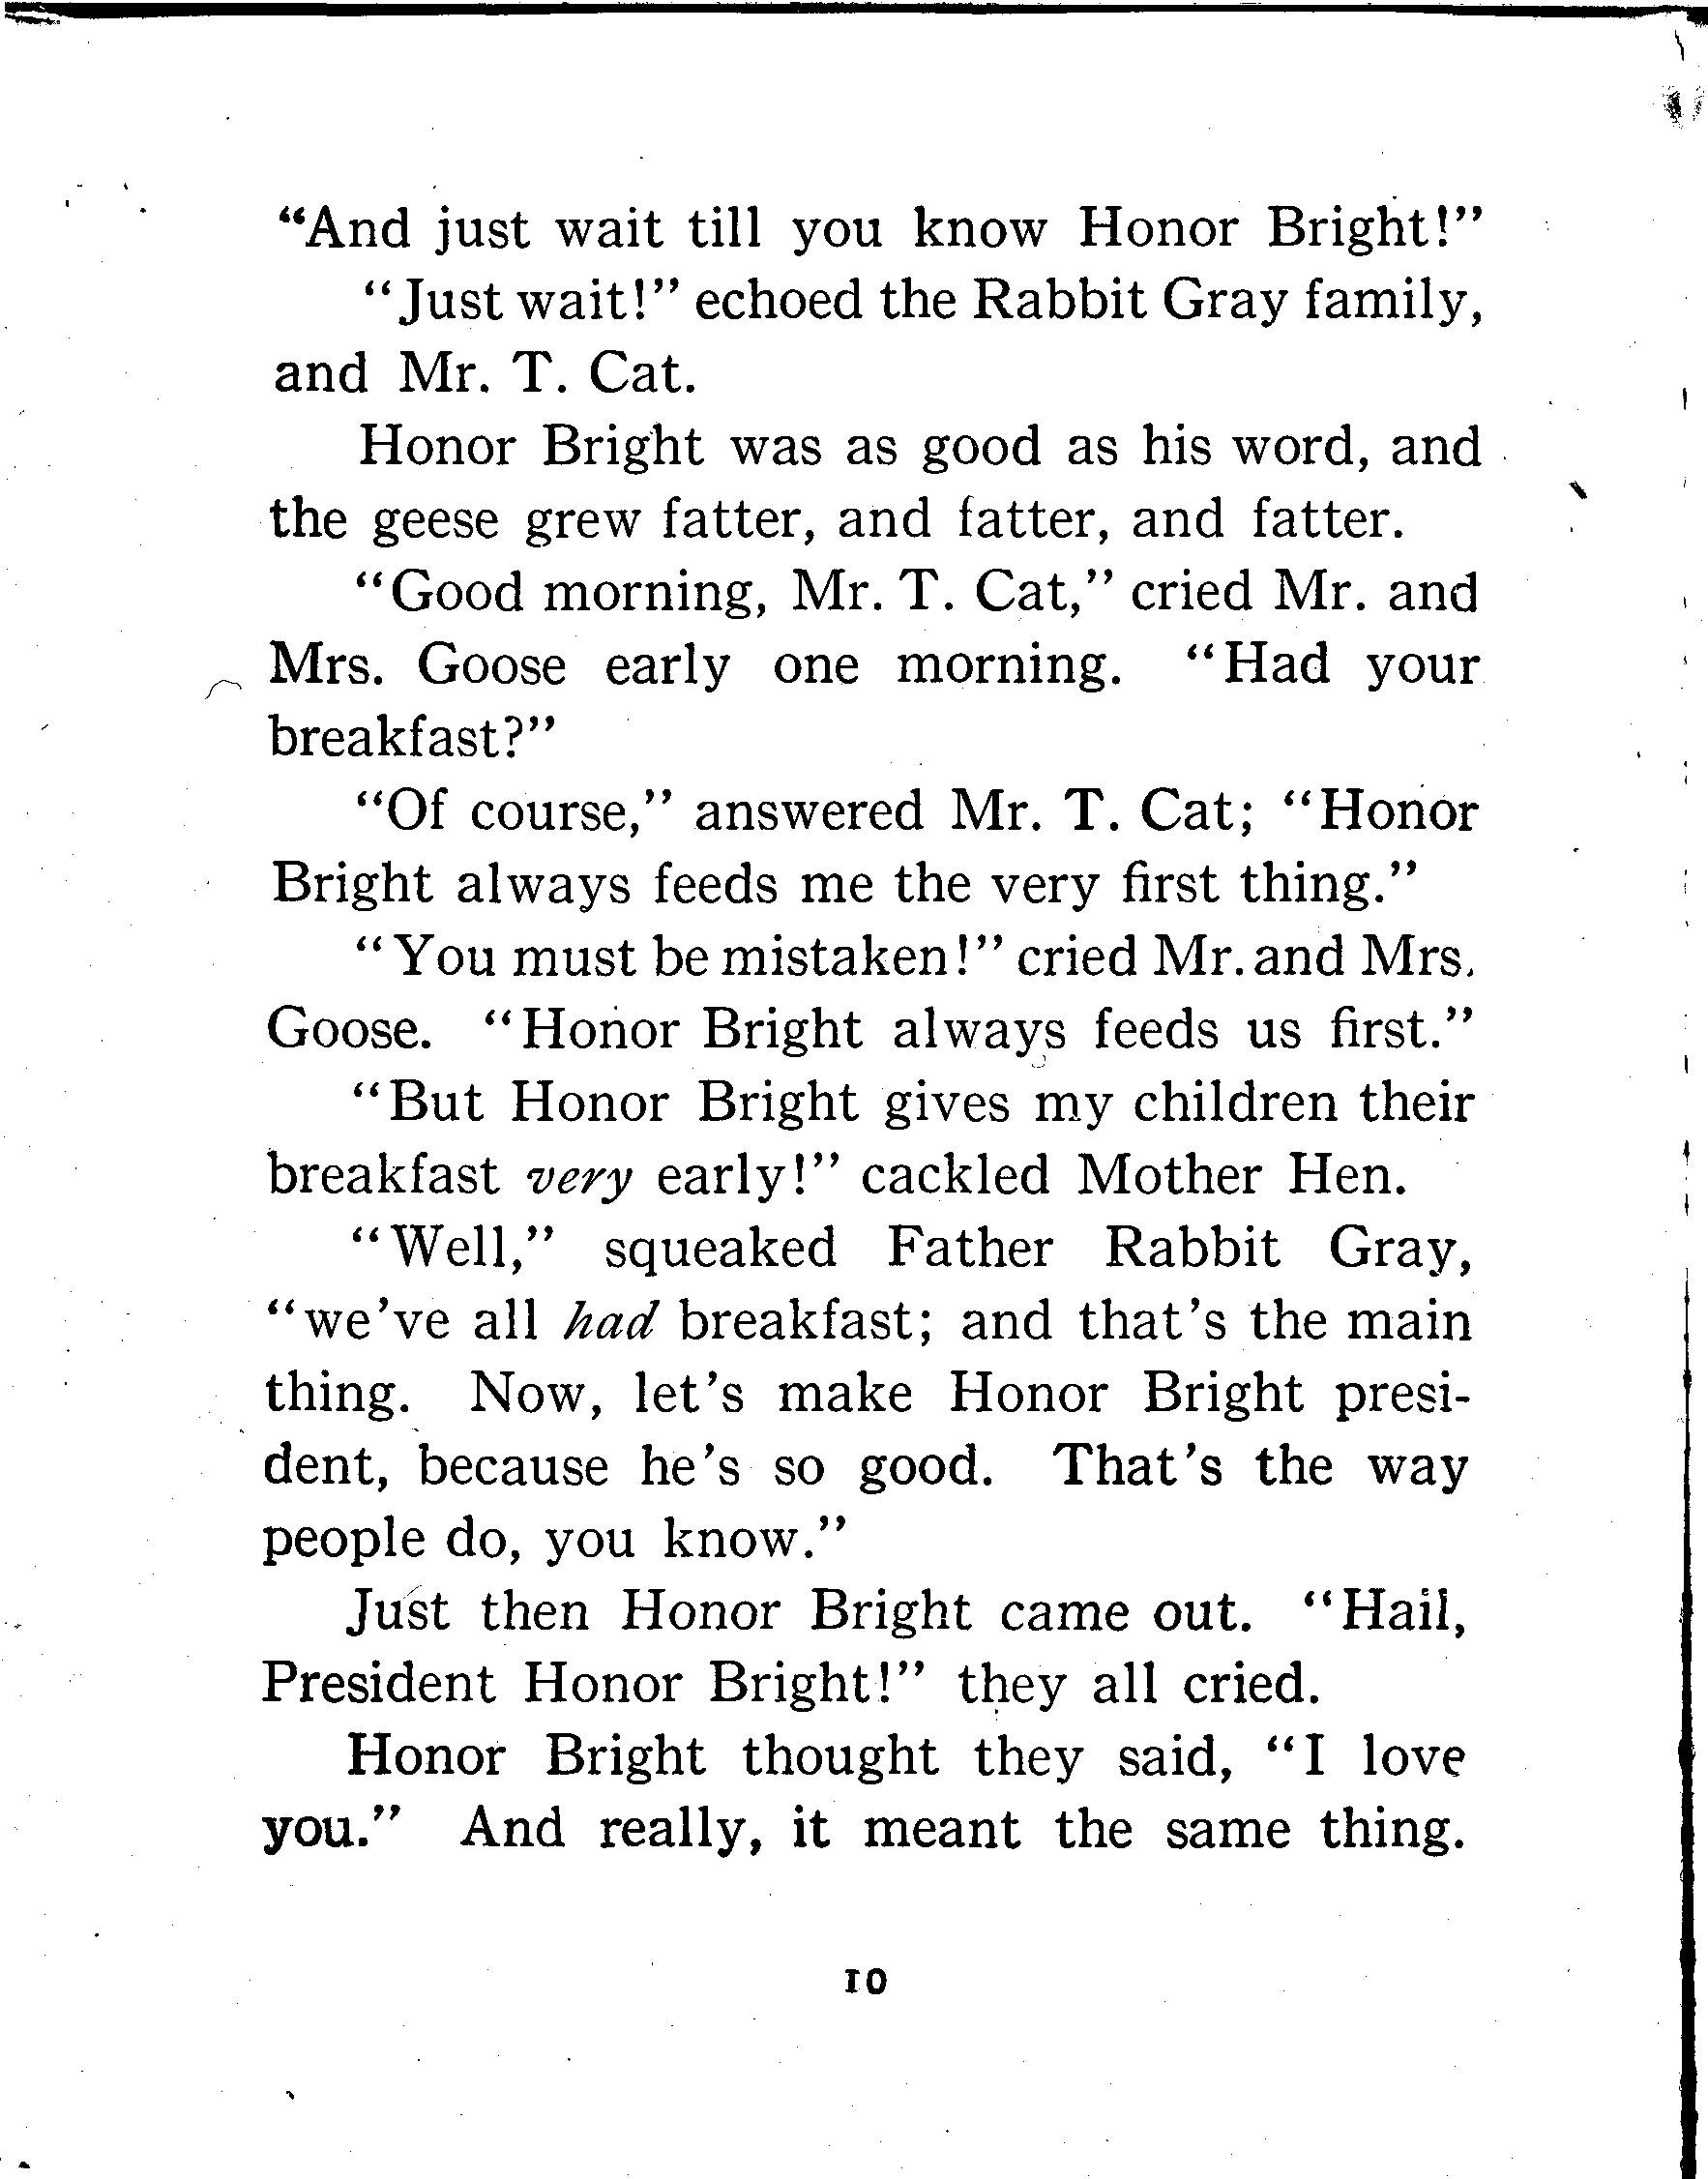 “And just wait till you know Honor Bright!”
“Just wait!” echoed the Rabbit Gray family,
and Mr. T. Cat.
Honor Bright was as good as his word, and
the geese grew fatter, and fatter, and fatter.
“Good morning, Mr. T. Cat,” cried Mr. and
Mrs. Goose early one morning. “Had your
breakfast?”
“Of course,” answered Mr. T. Cat; “Honor
Bright always feeds me the very first thing.”
“You must be mistaken!” cried Mr. and Mrs.
Goose. “Honor Bright always feeds us first.”
“But Honor Bright gives my children their
breakfast very early!” cackled Mother Hen.
“Well,” squeaked Father Rabbit Gray,
“we’ve all had breakfast; and that’s the main
thing. Now, let’s make Honor Bright presi-
dent, because he’s so good. That’s the way
people do, you know.”
Just then Honor Bright came out. “Hail,
President Honor Bright!” they all cried.
Honor Bright thought they said, “I love
you.” And really, it meant the same thing.
10